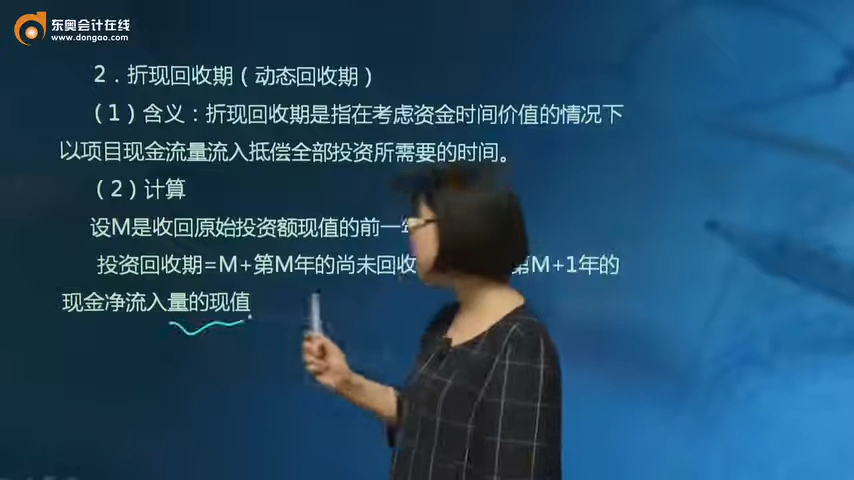 东奥会计在线
www.dongao.com
2．折现回收期（动态回收期）
（1）含义：折现回收期是指在考虑资金时间价值的情况下
以项目现金流量流入抵偿全部投资所需要的时间。
（2）计算
设M是收回原始投资额现值的前一年
投资回收期=M+第M年的尚未回收 第M+1年的
现金净流入量的现值